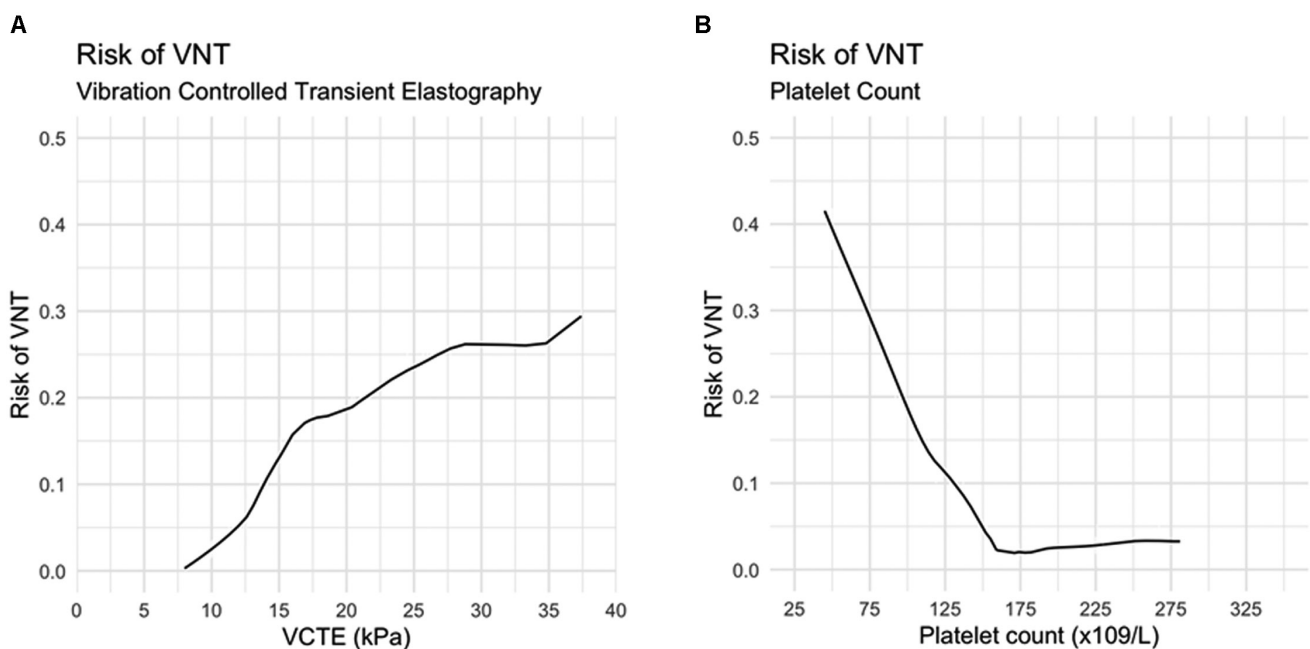 A
Risk of VNT
Vibration Controlled Transient Elastography
0.5
0.4
0.3
0.2
0.1
0.0
Risk of VNT
0 5 10 15 20 25 30 35 40
VCTE (kPa)
B
Risk of VNT
Platelet Count
0.5
0.4
0.3
0.2
0.1
0.0
Risk of VNT
25 75 125 175 225 275 325
Platelet count (x109/L)